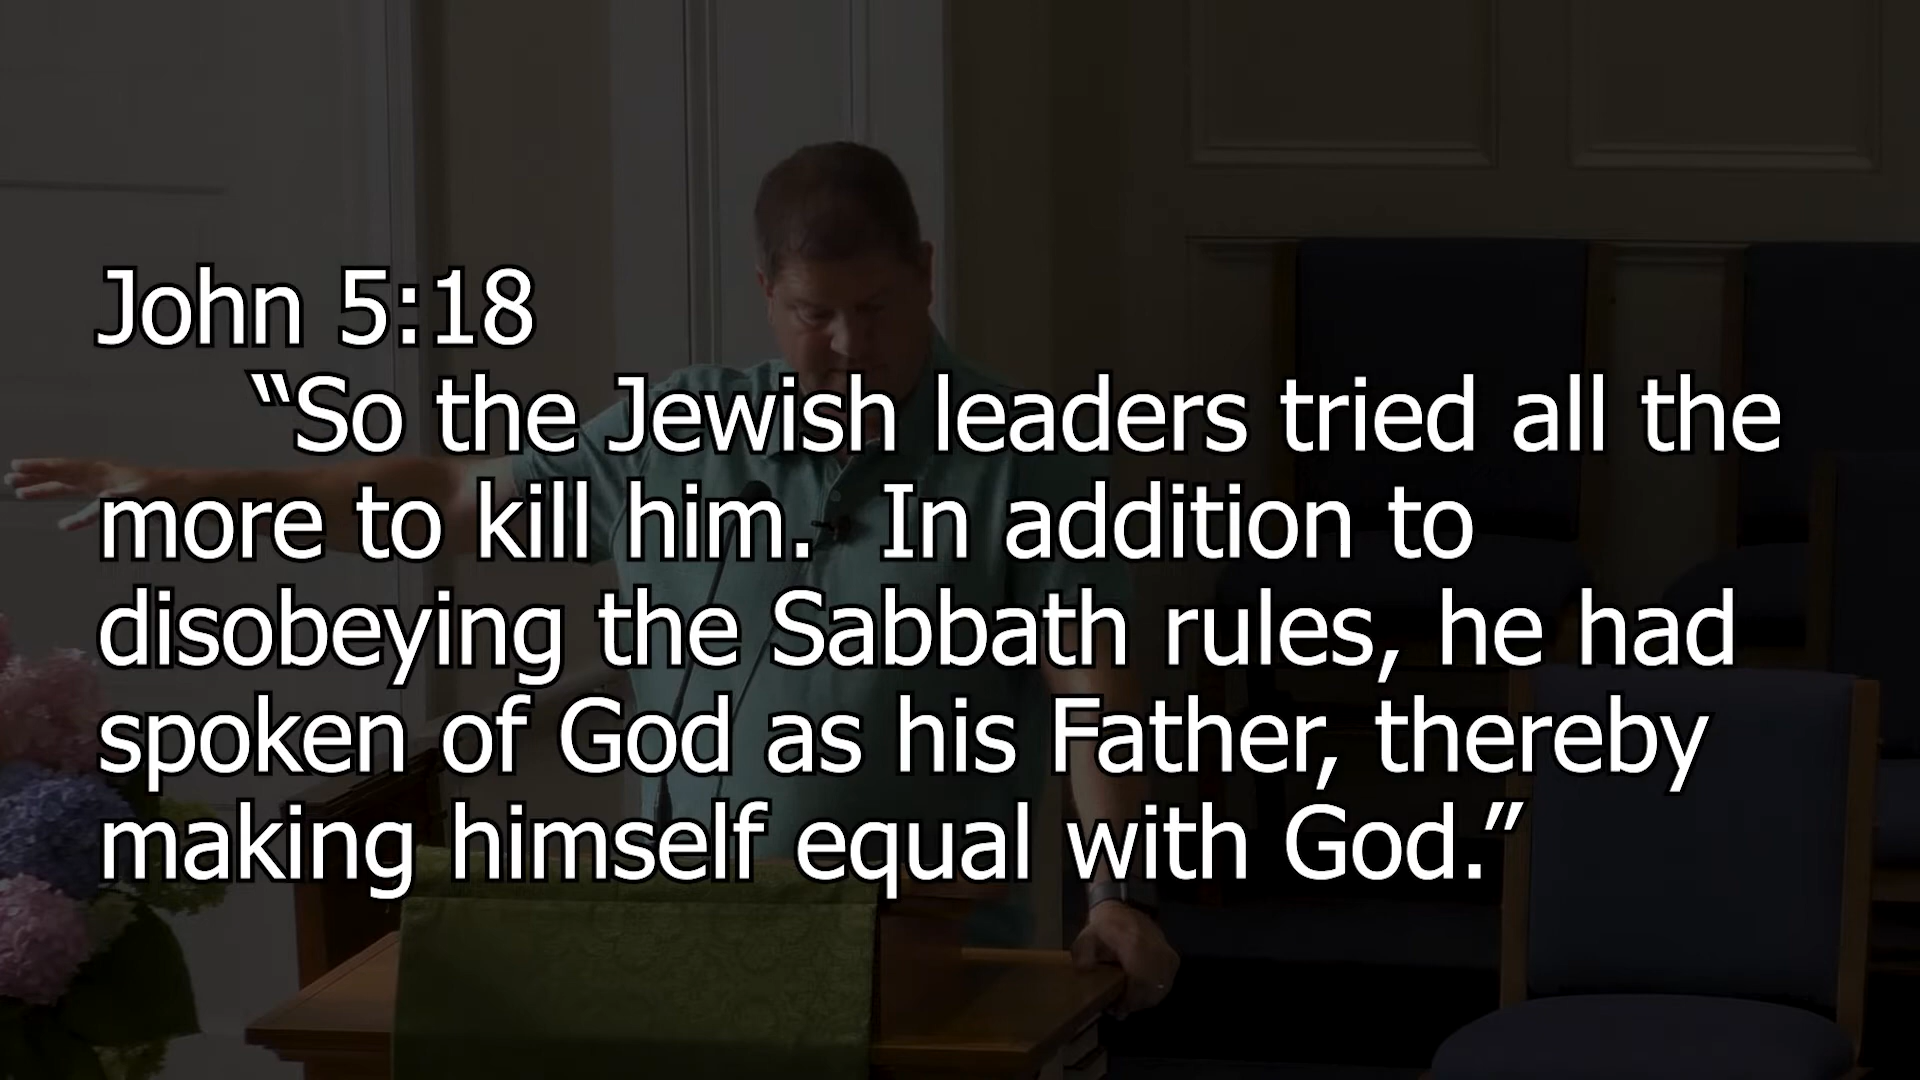 John 5:18
“So the Jewish leaders tried all the
more to kill him.  In addition to
disobeying the Sabbath rules, he had
spoken of God as his Father, thereby
making himself equal with God.”